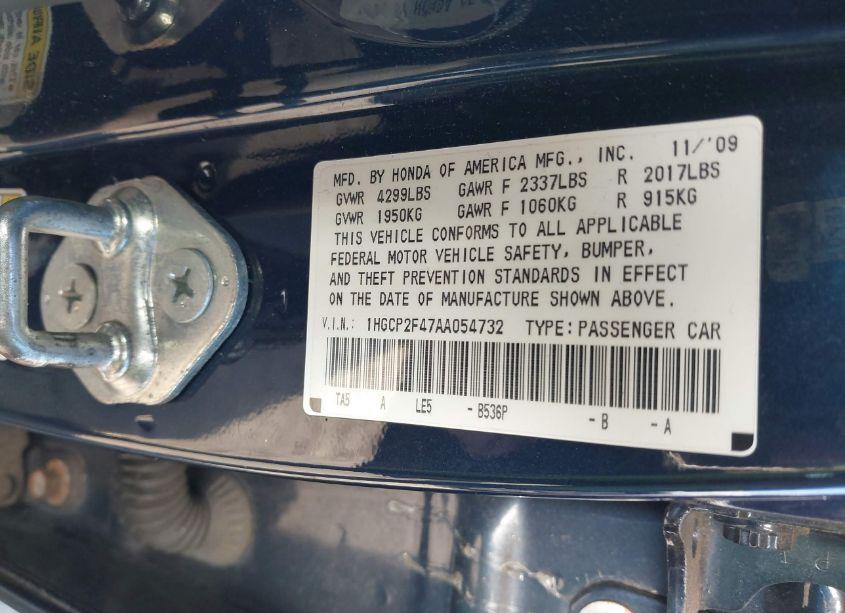 MFD. BY HONDA OF AMERICA MFG., INC. 11/'09
GVWR 4299LBS GAWR F 2337LBS R 2017LBS
GVWR 1950KG GAWR F 1060KG R 915KG
THIS VEHICLE CONFORMS TO ALL APPLICABLE
FEDERAL MOTOR VEHICLE SAFETY, BUMPER,
AND THEFT PREVENTION STANDARDS IN EFFECT
ON THE DATE OF MANUFACTURE SHOWN ABOVE.
V.I.N.: 1HGCP2F47AA054732 TYPE: PASSENGER CAR
TA5 A LE5 - B536P - B - A